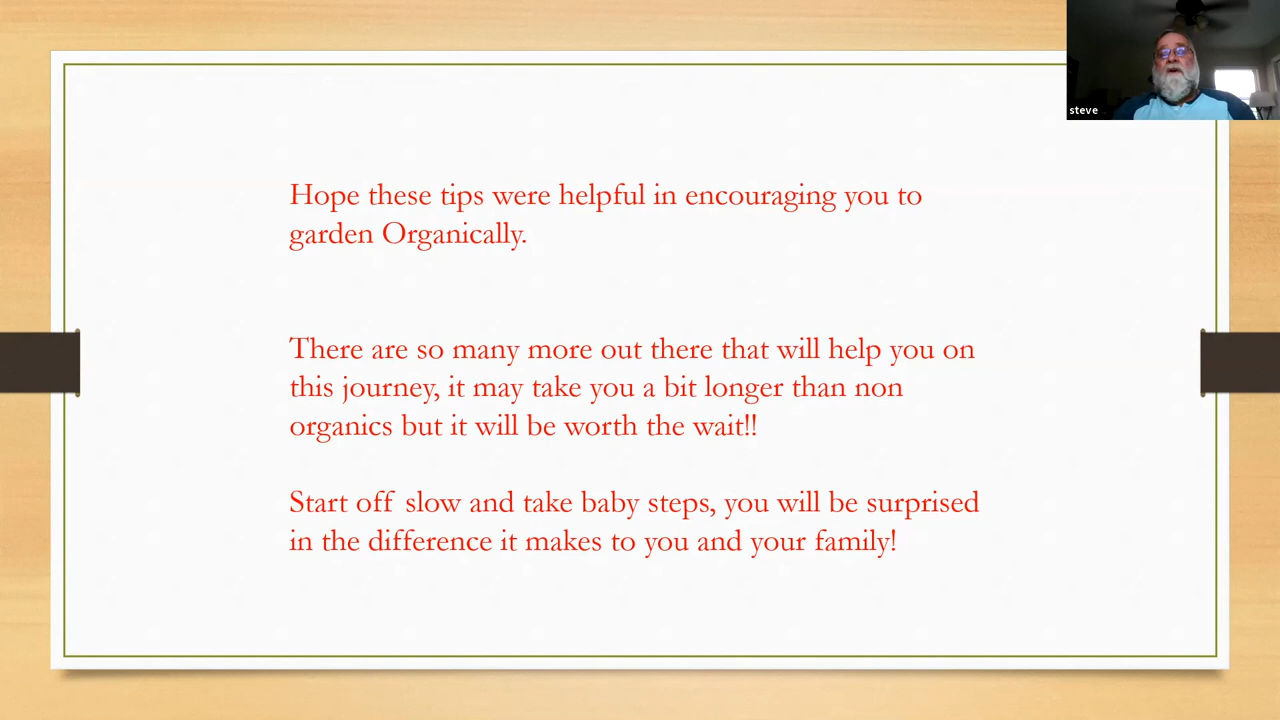 steve
Hope these tips were helpful in encouraging you to
garden Organically.
There are so many more out there that will help you on
this journey, it may take you a bit longer than non
organics but it will be worth the wait!!
Start off slow and take baby steps, you will be surprised
in the difference it makes to you and your family!